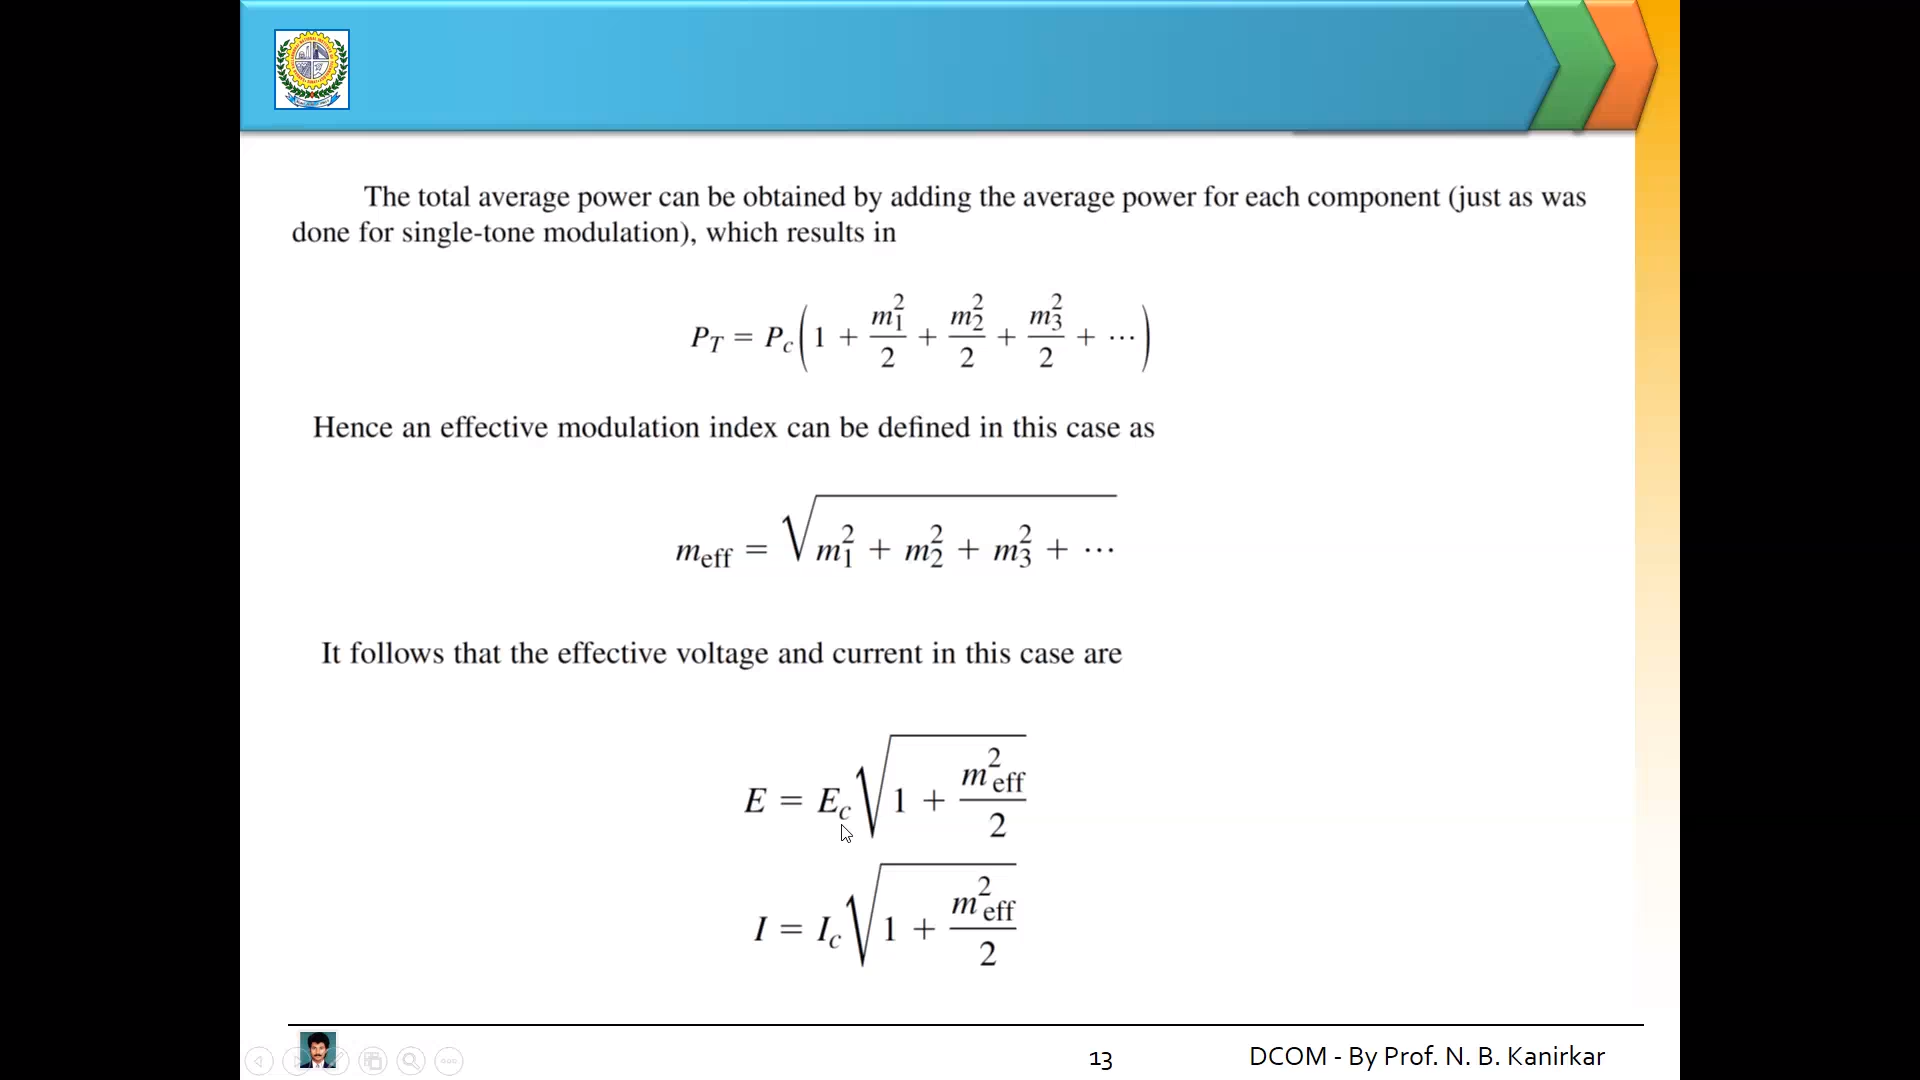 The total average power can be obtained by adding the average power for each component (just as was
done for single-tone modulation), which results in
P_T = P_c(1 + m_1^2/2 + m_2^2/2 + m_3^2/2 + ⋯)
Hence an effective modulation index can be defined in this case as
m_eff = √(m_1^2 + m_2^2 + m_3^2 + ⋯)
It follows that the effective voltage and current in this case are
E = E_c√(1 + m_eff^2/2)
I = I_c√(1 + m_eff^2/2)
13 DCOM - By Prof. N. B. Kanirkar